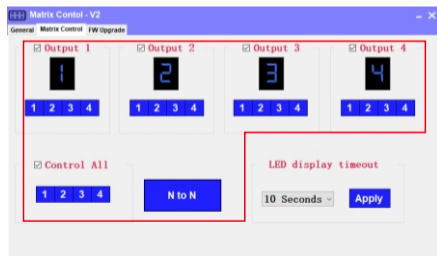 Matrix Contol - V2
General Matrix Control FW Upgrade
Output 1 Output 2 Output 3 Output 4
1 2 3 4
1 2 3 4 1 2 3 4 1 2 3 4 1 2 3 4
Control All LED display timeout
1 2 3 4 N to N 10 Seconds Apply